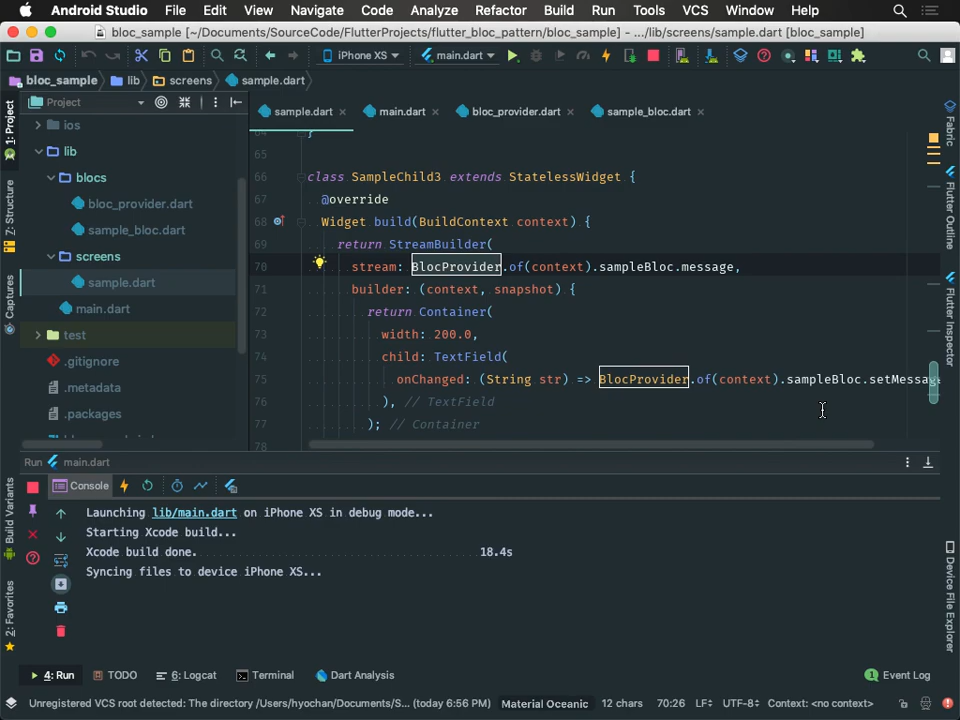 Android Studio File Edit View Navigate Code Analyze Refactor Build Run Tools VCS Window Help
bloc_sample [~/Documents/SourceCode/FlutterProjects/flutter_bloc_pattern/bloc_sample] - .../lib/screens/sample.dart [bloc_sample]
iPhone XS main.dart
bloc_sample lib screens sample.dart
Project
sample.dart main.dart bloc_provider.dart sample_bloc.dart
ios
lib
blocs
bloc_provider.dart
sample_bloc.dart
screens
sample.dart
main.dart
test
.gitignore
.metadata
.packages
1: Project
7: Structure
Captures
Build Variants
2: Favorites
64 }
65
66 class SampleChild3 extends StatelessWidget {
67 @override
68 Widget build(BuildContext context) {
69 return StreamBuilder(
70 stream: BlocProvider.of(context).sampleBloc.message,
71 builder: (context, snapshot) {
72 return Container(
73 width: 200.0,
74 child: TextField(
75 onChanged: (String str) => BlocProvider.of(context).sampleBloc.setMessag
76 ), // TextField
77 ); // Container
78
Fabric
Flutter Outline
Flutter Inspector
Device File Explorer
Run main.dart
Console
Launching lib/main.dart on iPhone XS in debug mode...
Starting Xcode build...
Xcode build done. 18.4s
Syncing files to device iPhone XS...
4: Run TODO 6: Logcat Terminal Dart Analysis 1 Event Log
Unregistered VCS root detected: The directory /Users/hyochan/Documents/S... (today 6:56 PM) Material Oceanic 12 chars 70:26 LF UTF-8 Context: <no context>